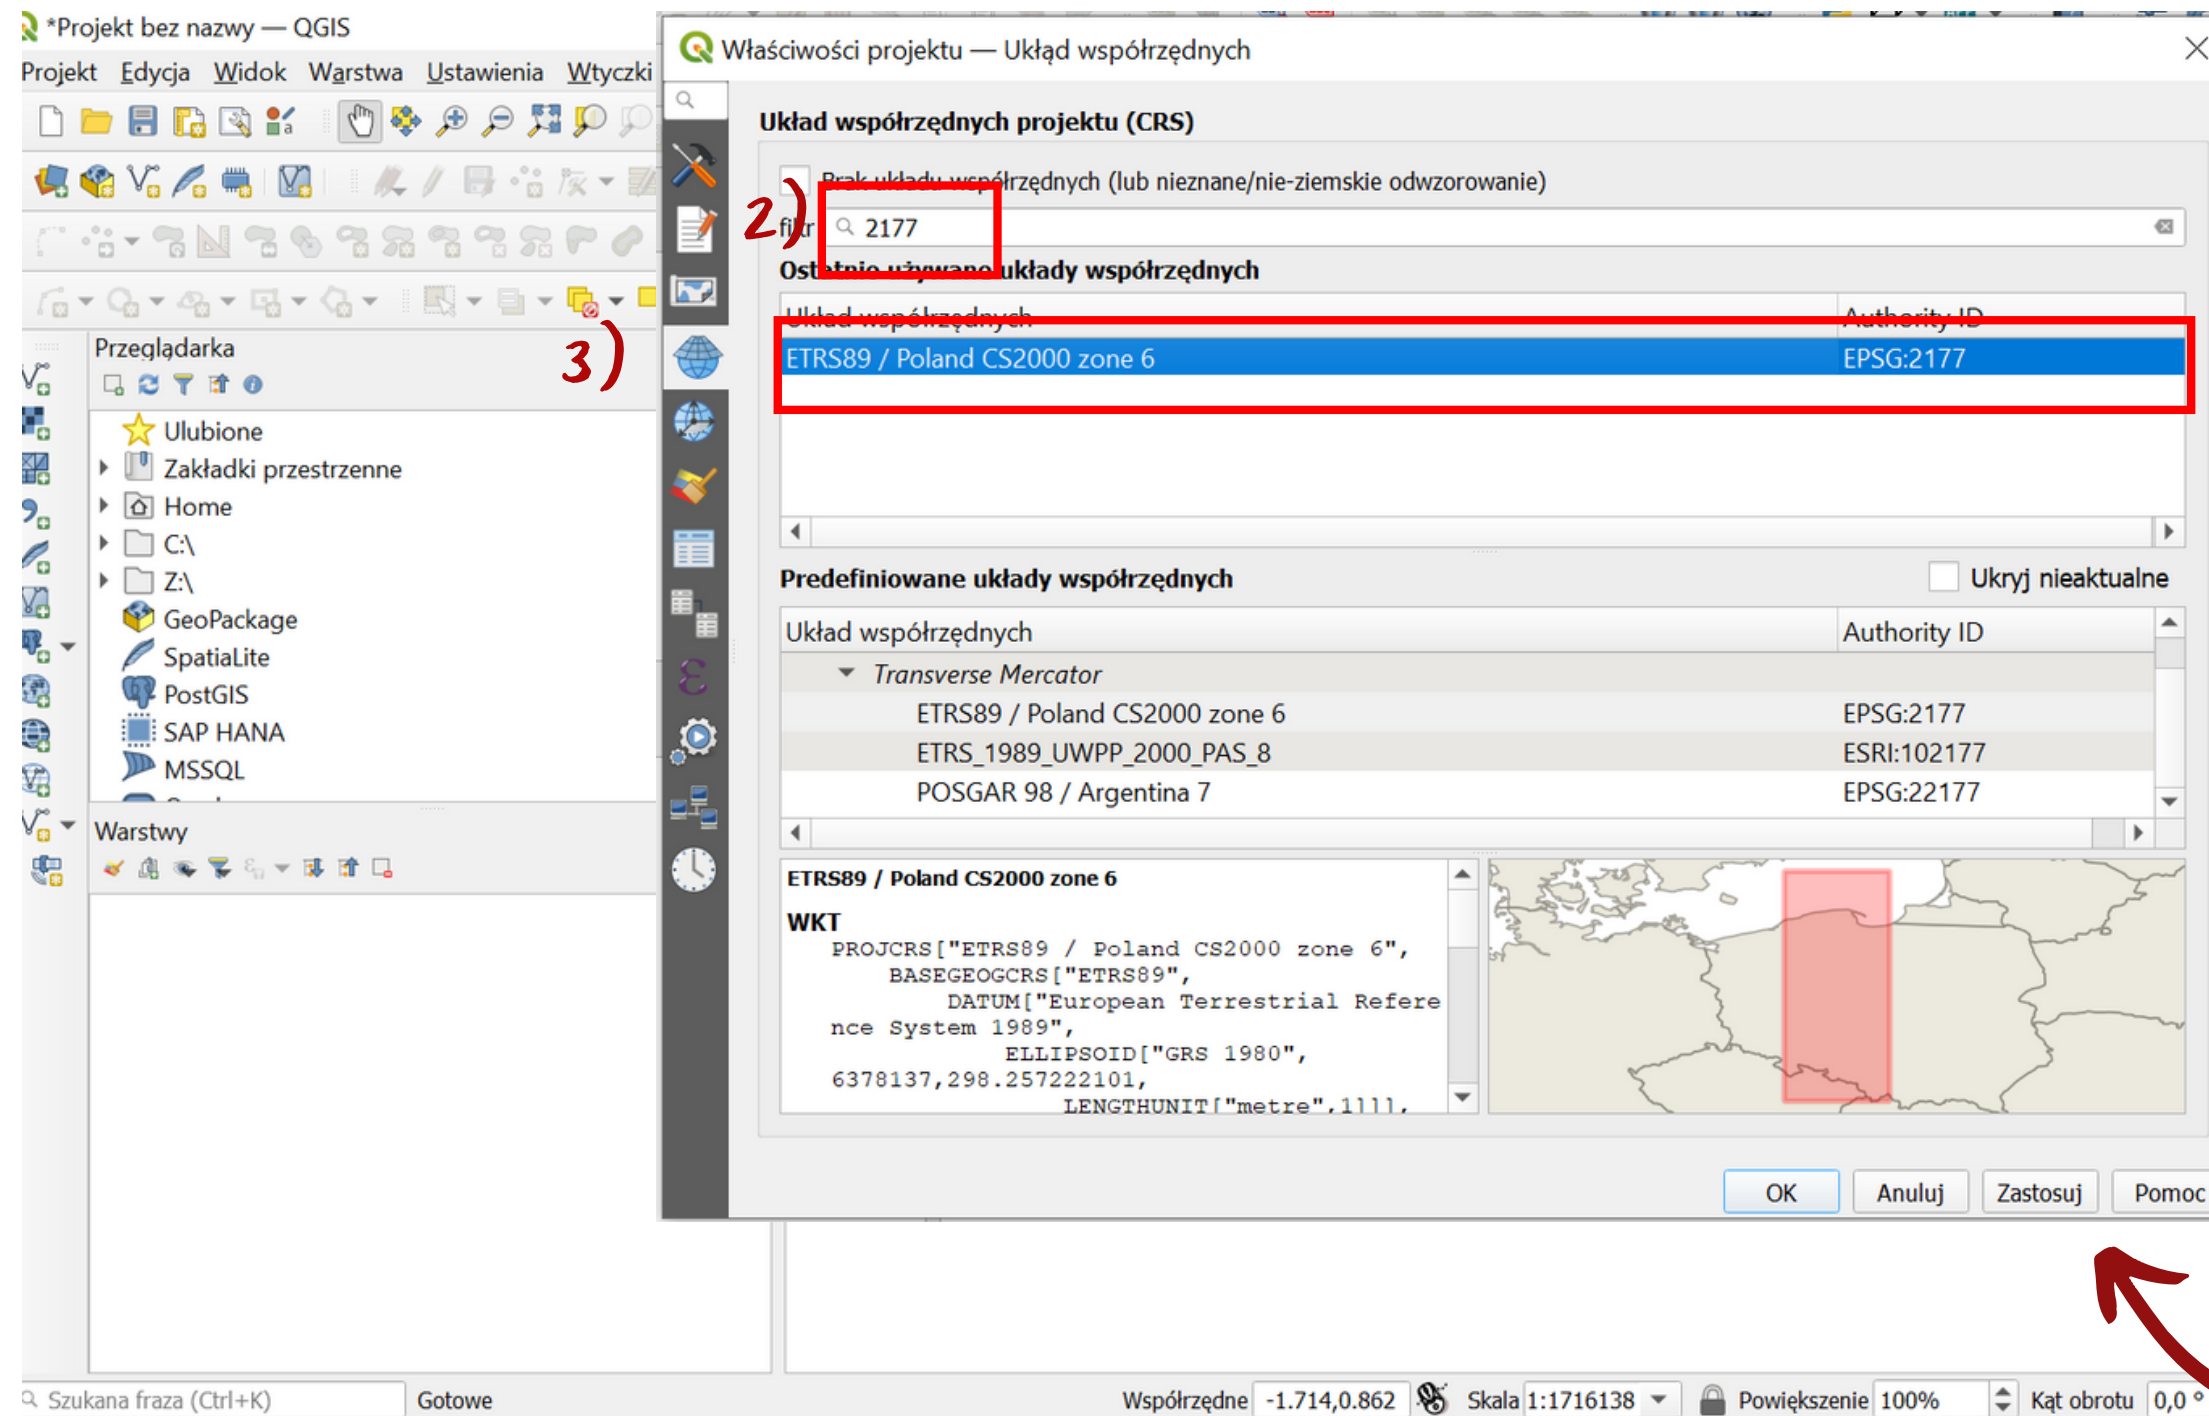 *Projekt bez nazwy — QGIS
Projekt Edycja Widok Warstwa Ustawienia Wtyczki
a
Przeglądarka
Ulubione
Zakładki przestrzenne
Home
C:\
Z:\
GeoPackage
SpatiaLite
PostGIS
SAP HANA
MSSQL
Warstwy
Właściwości projektu — Układ współrzędnych
Układ współrzędnych projektu (CRS)
Brak układu współrzędnych (lub nieznane/nie-ziemskie odwzorowanie)
2)
filtr 2177
Ostatnio używane układy współrzędnych
Układ współrzędnych Authority ID
3)
ETRS89 / Poland CS2000 zone 6 EPSG:2177
Predefiniowane układy współrzędnych Ukryj nieaktualne
Układ współrzędnych Authority ID
Transverse Mercator
ETRS89 / Poland CS2000 zone 6 EPSG:2177
ETRS_1989_UWPP_2000_PAS_8 ESRI:102177
POSGAR 98 / Argentina 7 EPSG:22177
ETRS89 / Poland CS2000 zone 6
WKT
PROJCRS["ETRS89 / Poland CS2000 zone 6",
BASEGEOGCRS["ETRS89",
DATUM["European Terrestrial Refere
nce System 1989",
ELLIPSOID["GRS 1980",
6378137,298.257222101,
LENGTHUNIT["metre",1]]],
OK Anuluj Zastosuj Pomoc
Szukana fraza (Ctrl+K) Gotowe Współrzędne -1.714,0.862 Skala 1:1716138 Powiększenie 100% Kąt obrotu 0,0 °